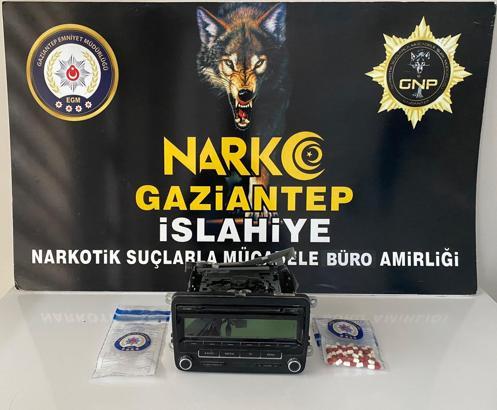 GAZİANTEP EMNİYET MÜDÜRLÜĞÜ
EGM
GNP
NARKO
GAZİANTEP
İSLAHİYE
NARKOTİK SUÇLARLA MÜCADELE BÜRO AMİRLİĞİ